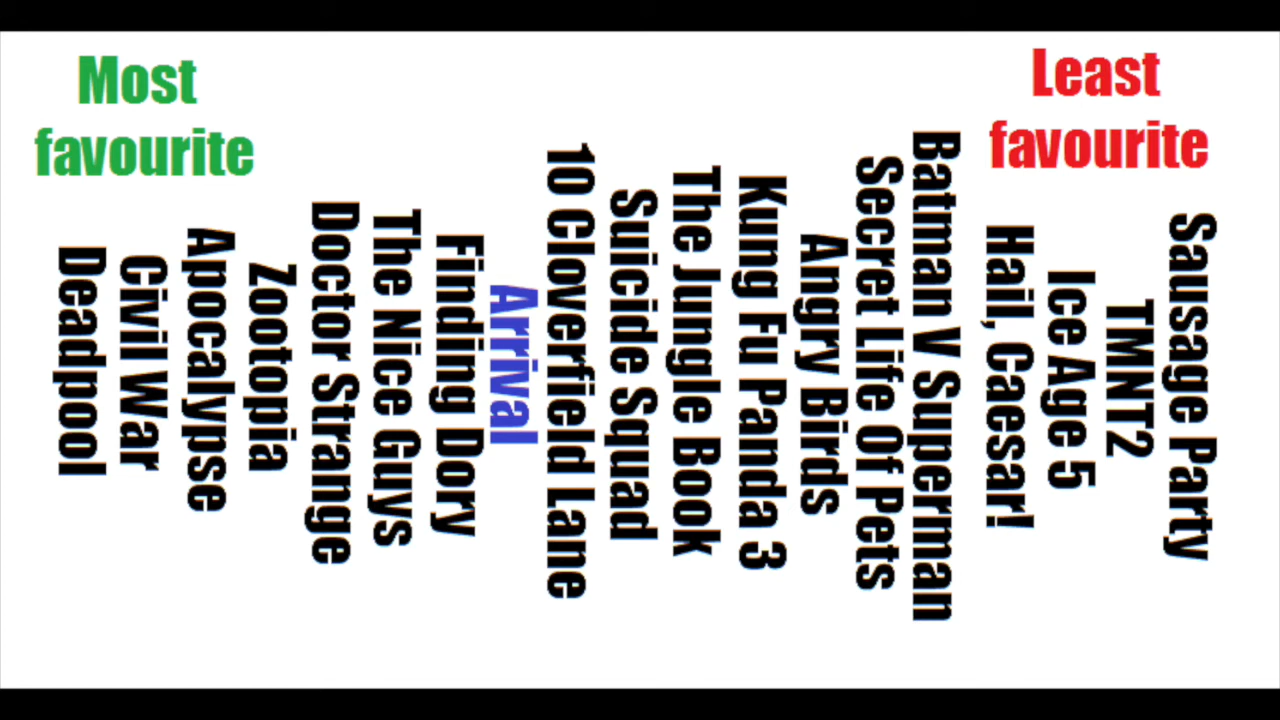 Most
favourite
Least
favourite
Deadpool
Civil War
Apocalypse
Zootopia
Doctor Strange
The Nice Guys
Finding Dory
Arrival
10 Cloverfield Lane
Suicide Squad
The Jungle Book
Kung Fu Panda 3
Angry Birds
Secret Life Of Pets
Batman V Superman
Hail, Caesar!
Ice Age 5
TMNT2
Sausage Party